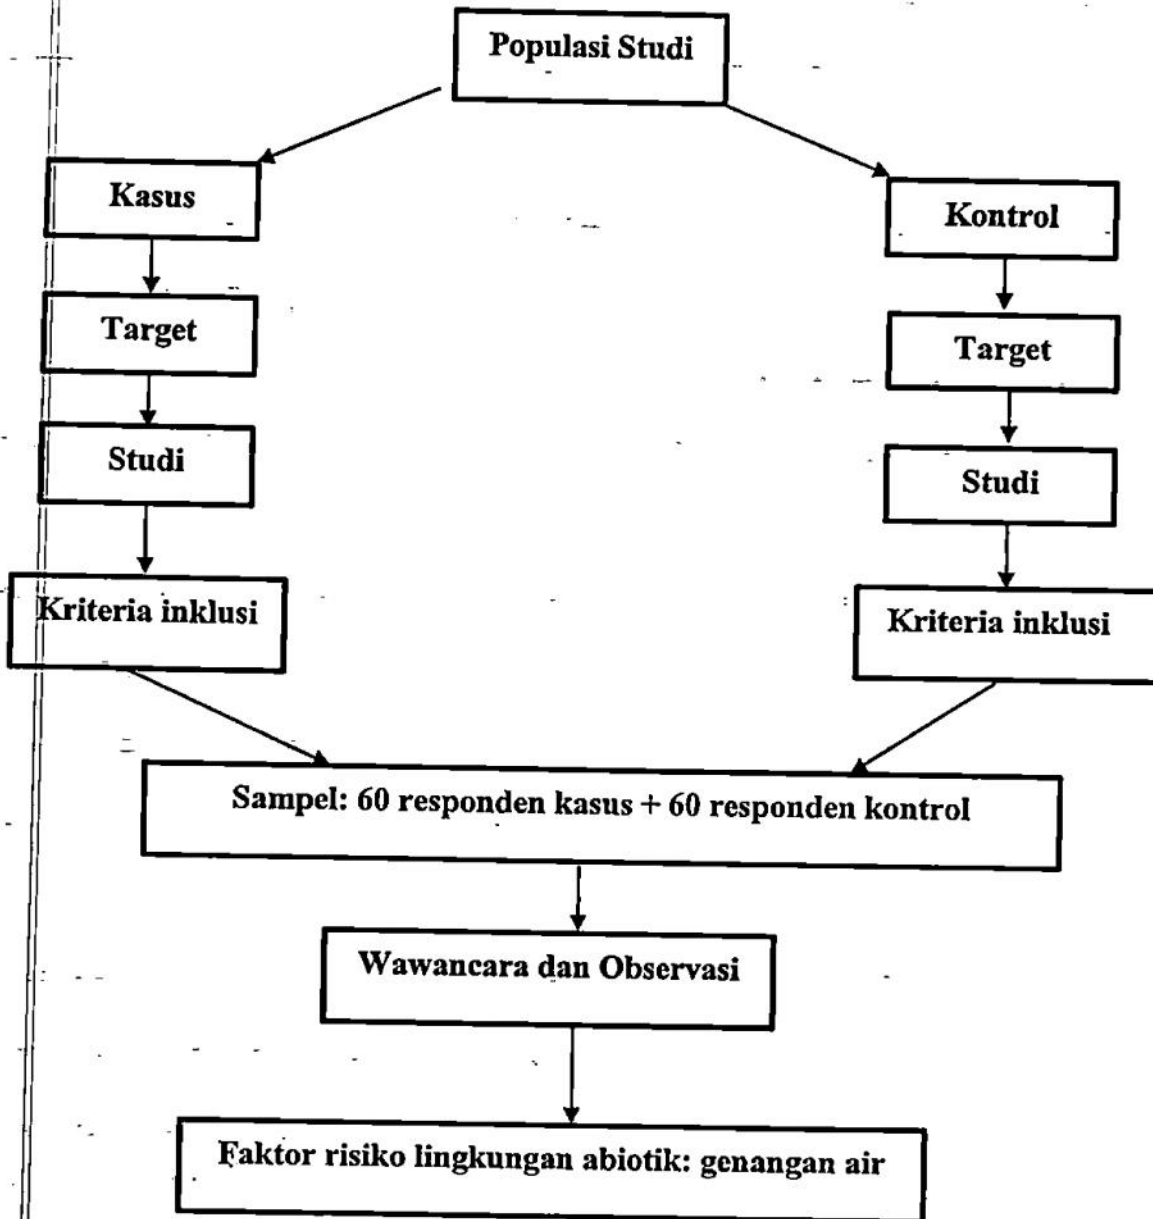 Populasi Studi
Kasus
Kontrol
Target
Target
Studi
Studi
Kriteria inklusi
Kriteria inklusi
Sampel: 60 responden kasus + 60 responden kontrol
Wawancara dan Observasi
Faktor risiko lingkungan abiotik: genangan air